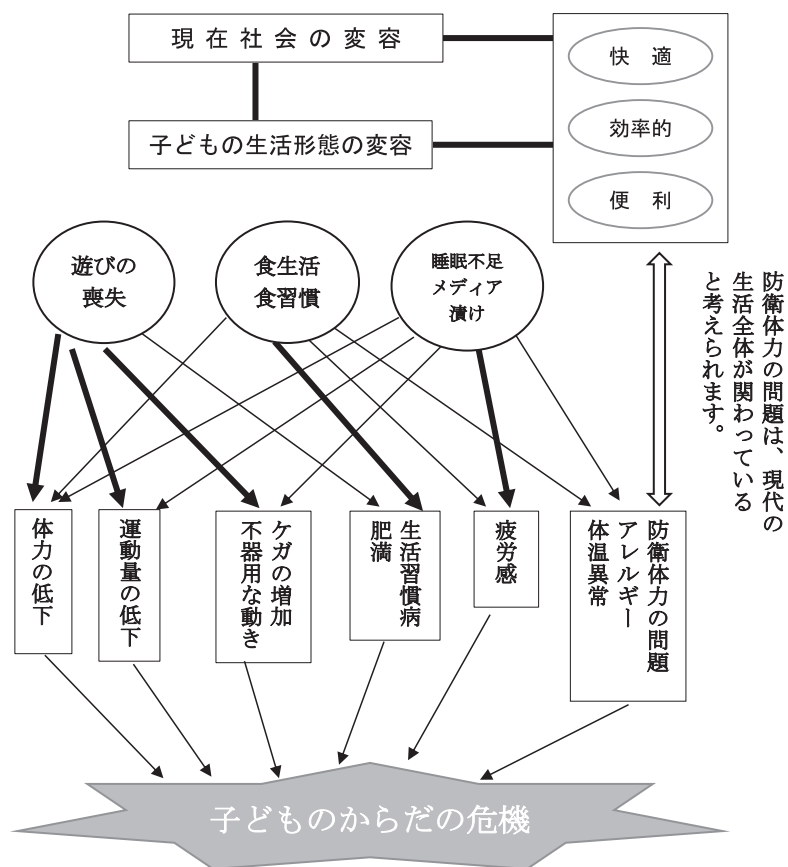 現在社会の変容
快適
効率的
便利
子どもの生活形態の変容
遊びの
喪失
食生活
食習慣
睡眠不足
メディア
漬け
防衛体力の問題は、現代の
生活全体が関わっている
と考えられます。
体力の低下
運動量の低下
ケガの増加
不器用な動き
生活習慣病
肥満
疲労感
防衛体力の問題
アレルギー
体温異常
子どものからだの危機